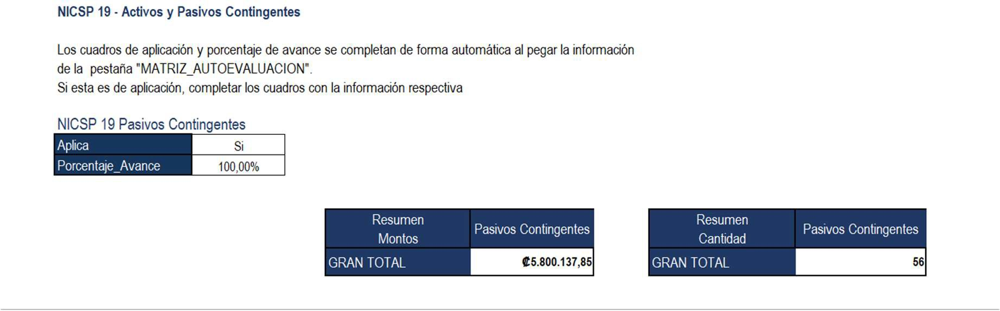 NICSP 19 - Activos y Pasivos Contingentes
Los cuadros de aplicación y porcentaje de avance se completan de forma automática al pegar la información
de la  pestaña "MATRIZ_AUTOEVALUACION".
Si esta es de aplicación, completar los cuadros con la información respectiva
NICSP 19 Pasivos Contingentes
Aplica Si
Porcentaje_Avance 100,00%
Resumen
Montos
Pasivos Contingentes
GRAN TOTAL ₡5.800.137,85
Resumen
Cantidad
Pasivos Contingentes
GRAN TOTAL 56